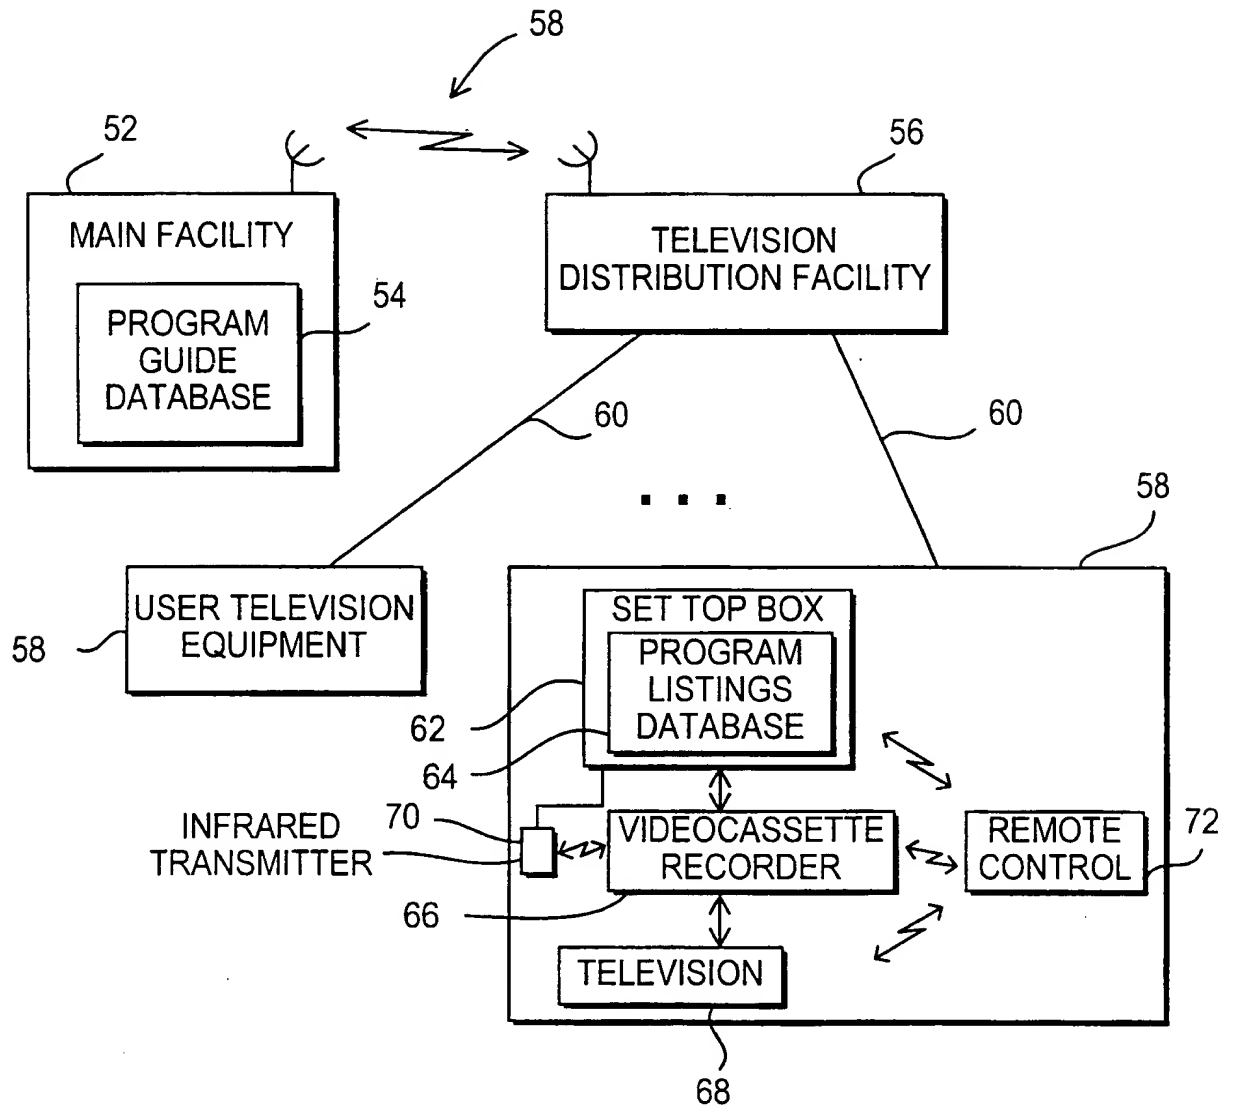 58
52
56
MAIN FACILITY
TELEVISION
DISTRIBUTION FACILITY
54
PROGRAM
GUIDE
DATABASE
60
60
58
USER TELEVISION
EQUIPMENT
58
SET TOP BOX
PROGRAM
LISTINGS
DATABASE
62
64
70
INFRARED
TRANSMITTER
VIDEOCASSETTE
RECORDER
REMOTE
CONTROL
72
66
TELEVISION
68